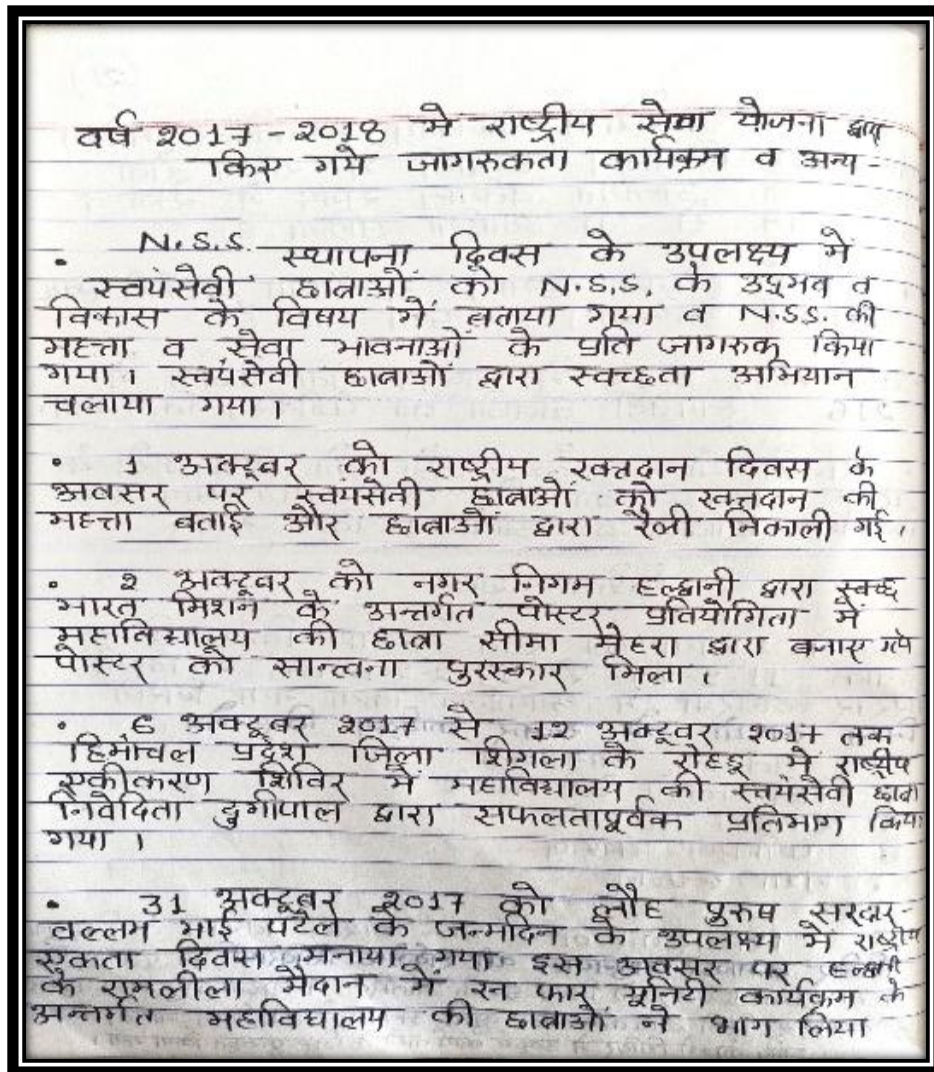 वर्ष 2017-2018 मे राष्ट्रीय सेवा योजना द्वारा
किए गये जागरुकता कार्यक्रम व अन्य -
• N.S.S. स्थापना दिवस के उपलक्ष्य मे
स्वयंसेवी छात्राओं को N.S.S. के उद्भव व
विकास के विषय में बताया गया व N.S.S. की
महत्ता व सेवा भावनाओं के प्रति जागरुक किया
गया। स्वयंसेवी छात्राओं द्वारा स्वच्छता अभियान
चलाया गया।
• 1 अक्टूबर को राष्ट्रीय रक्तदान दिवस के
अवसर पर स्वयंसेवी छात्राओं को रक्तदान की
महत्ता बताई और छात्राओं द्वारा रैली निकाली गई।
• 2 अक्टूबर को नगर निगम हल्द्वानी द्वारा स्वच्छ
भारत मिशन के अन्तर्गत पोस्टर प्रतियोगिता में
महाविद्यालय की छात्रा सीमा मेहरा द्वारा बनाए गये
पोस्टर को सान्त्वना पुरस्कार मिला।
• 6 अक्टूबर 2017 से 12 अक्टूबर 2017 तक
हिमांचल प्रदेश जिला शिमला के रोहडू मे राष्ट्रीय
एकीकरण शिविर में महाविद्यालय की स्वयंसेवी छात्रा
निवेदिता दुर्गापाल द्वारा सफलतापूर्वक प्रतिभाग किया
गया।
• 31 अक्टूबर 2017 को लौह पुरुष सरदार
वल्लभ भाई पटेल के जन्मदिन के उपलक्ष्य में राष्ट्रीय
एकता दिवस मनाया गया इस अवसर पर हल्द्वानी
के रामलीला मैदान में रन फार यूनिटी कार्यक्रम के
अन्तर्गत महाविद्यालय की छात्राओं ने भाग लिया